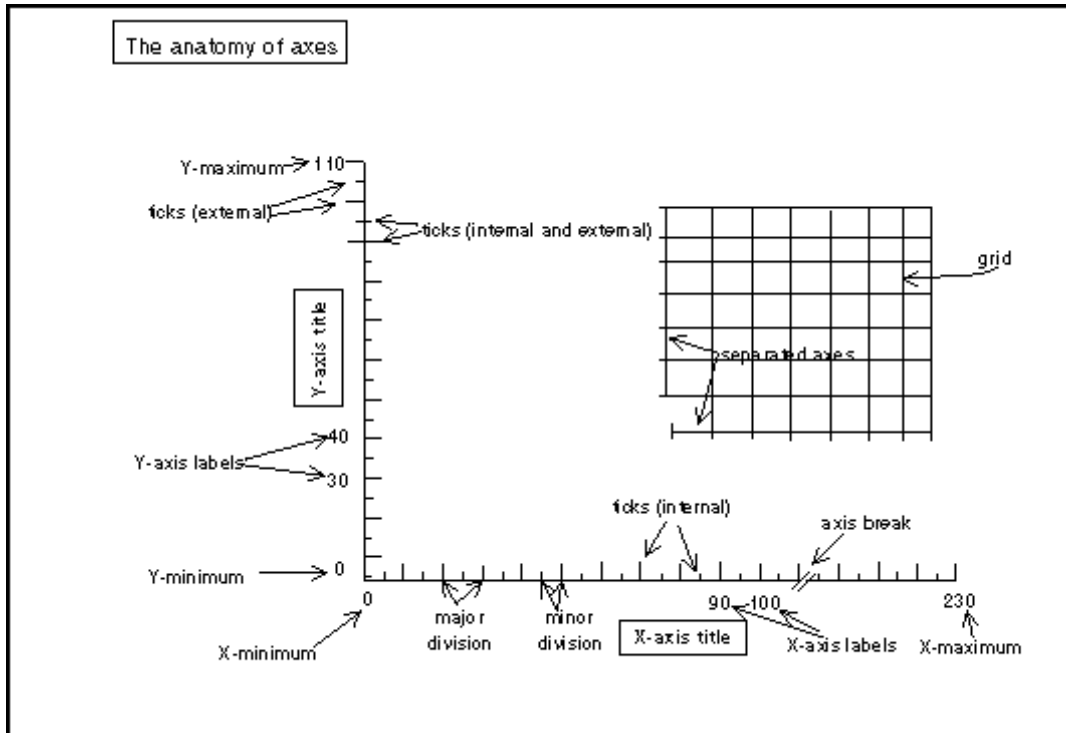 The anatomy of axes
Y-maximum
110
ticks (external)
ticks (internal and external)
grid
Y-axis title
separated axes
40
Y-axis labels
30
ticks (internal)
axis break
Y-minimum
0
0
90
100
230
major
division
minor
division
X-axis title
X-minimum
X-axis labels
X-maximum